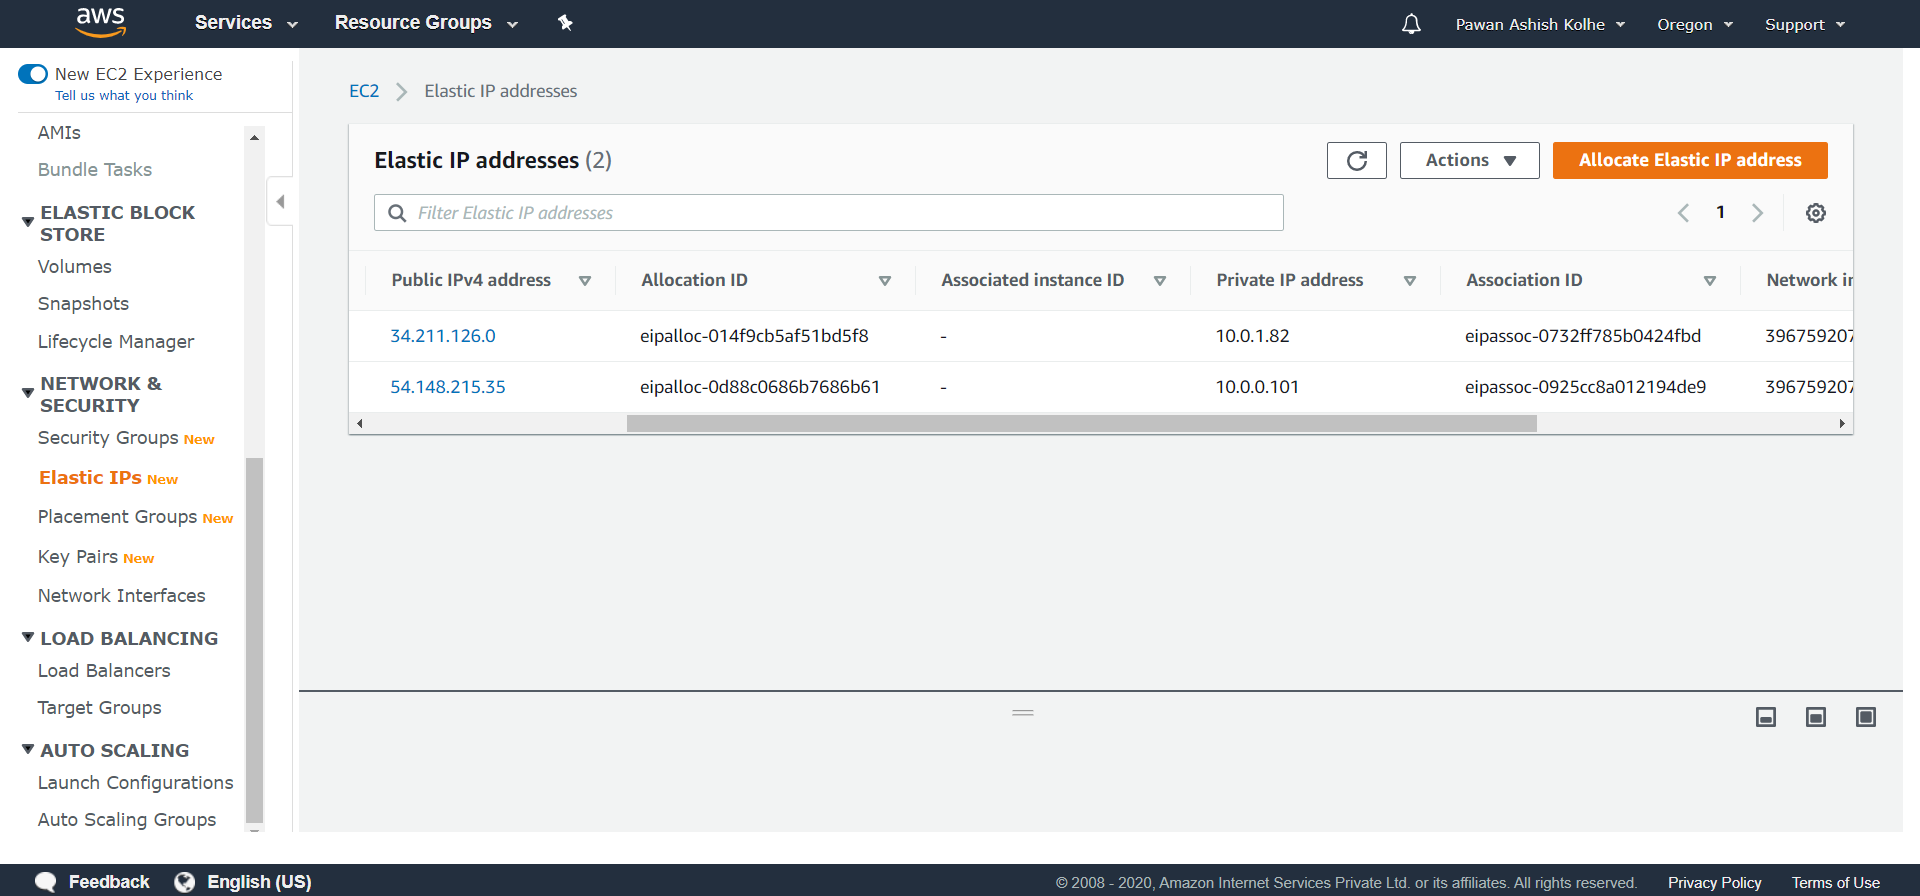 aws
Services
Resource Groups
Pawan Ashish Kolhe
Oregon
Support
New EC2 Experience
Tell us what you think
AMIs
Bundle Tasks
ELASTIC BLOCK
STORE
Volumes
Snapshots
Lifecycle Manager
NETWORK &
SECURITY
Security Groups New
Elastic IPs New
Placement Groups New
Key Pairs New
Network Interfaces
LOAD BALANCING
Load Balancers
Target Groups
AUTO SCALING
Launch Configurations
Auto Scaling Groups
EC2 Elastic IP addresses
Elastic IP addresses (2)
Actions
Allocate Elastic IP address
Filter Elastic IP addresses
1
Public IPv4 address Allocation ID Associated instance ID Private IP address Association ID Network in
34.211.126.0 eipalloc-014f9cb5af51bd5f8 - 10.0.1.82 eipassoc-0732ff785b0424fbd 396759207
54.148.215.35 eipalloc-0d88c0686b7686b61 - 10.0.0.101 eipassoc-0925cc8a012194de9 396759207
Feedback
English (US)
© 2008 - 2020, Amazon Internet Services Private Ltd. or its affiliates. All rights reserved.
Privacy Policy
Terms of Use